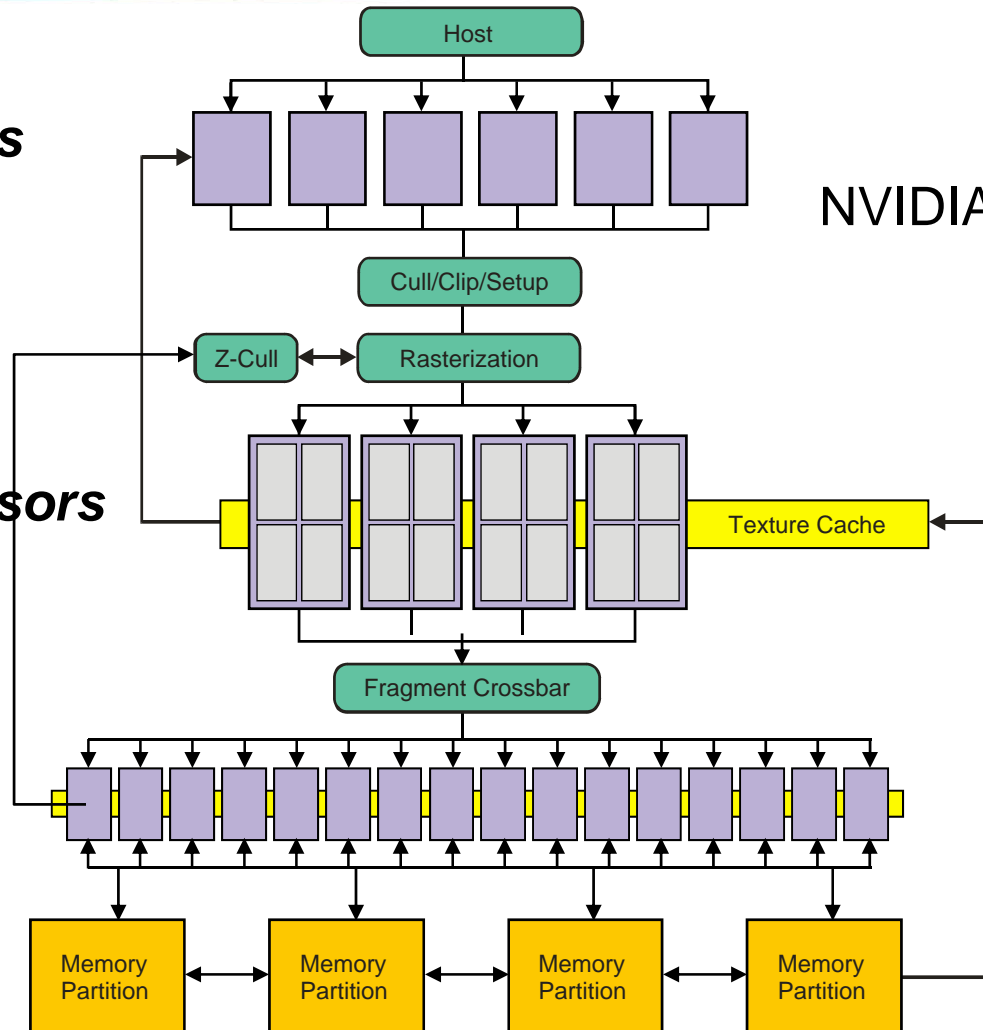 Host
s
NVIDIA
Cull/Clip/Setup
Z-Cull
Rasterization
sors
Texture Cache
Fragment Crossbar
Memory
Partition
Memory
Partition
Memory
Partition
Memory
Partition